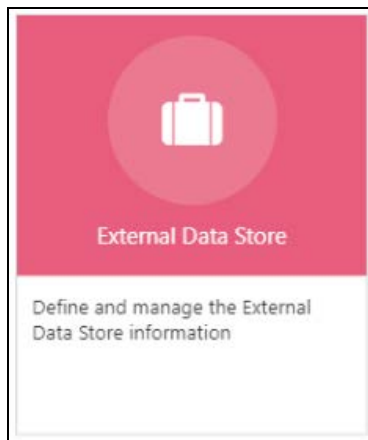 External Data Store
Define and manage the External
Data Store information